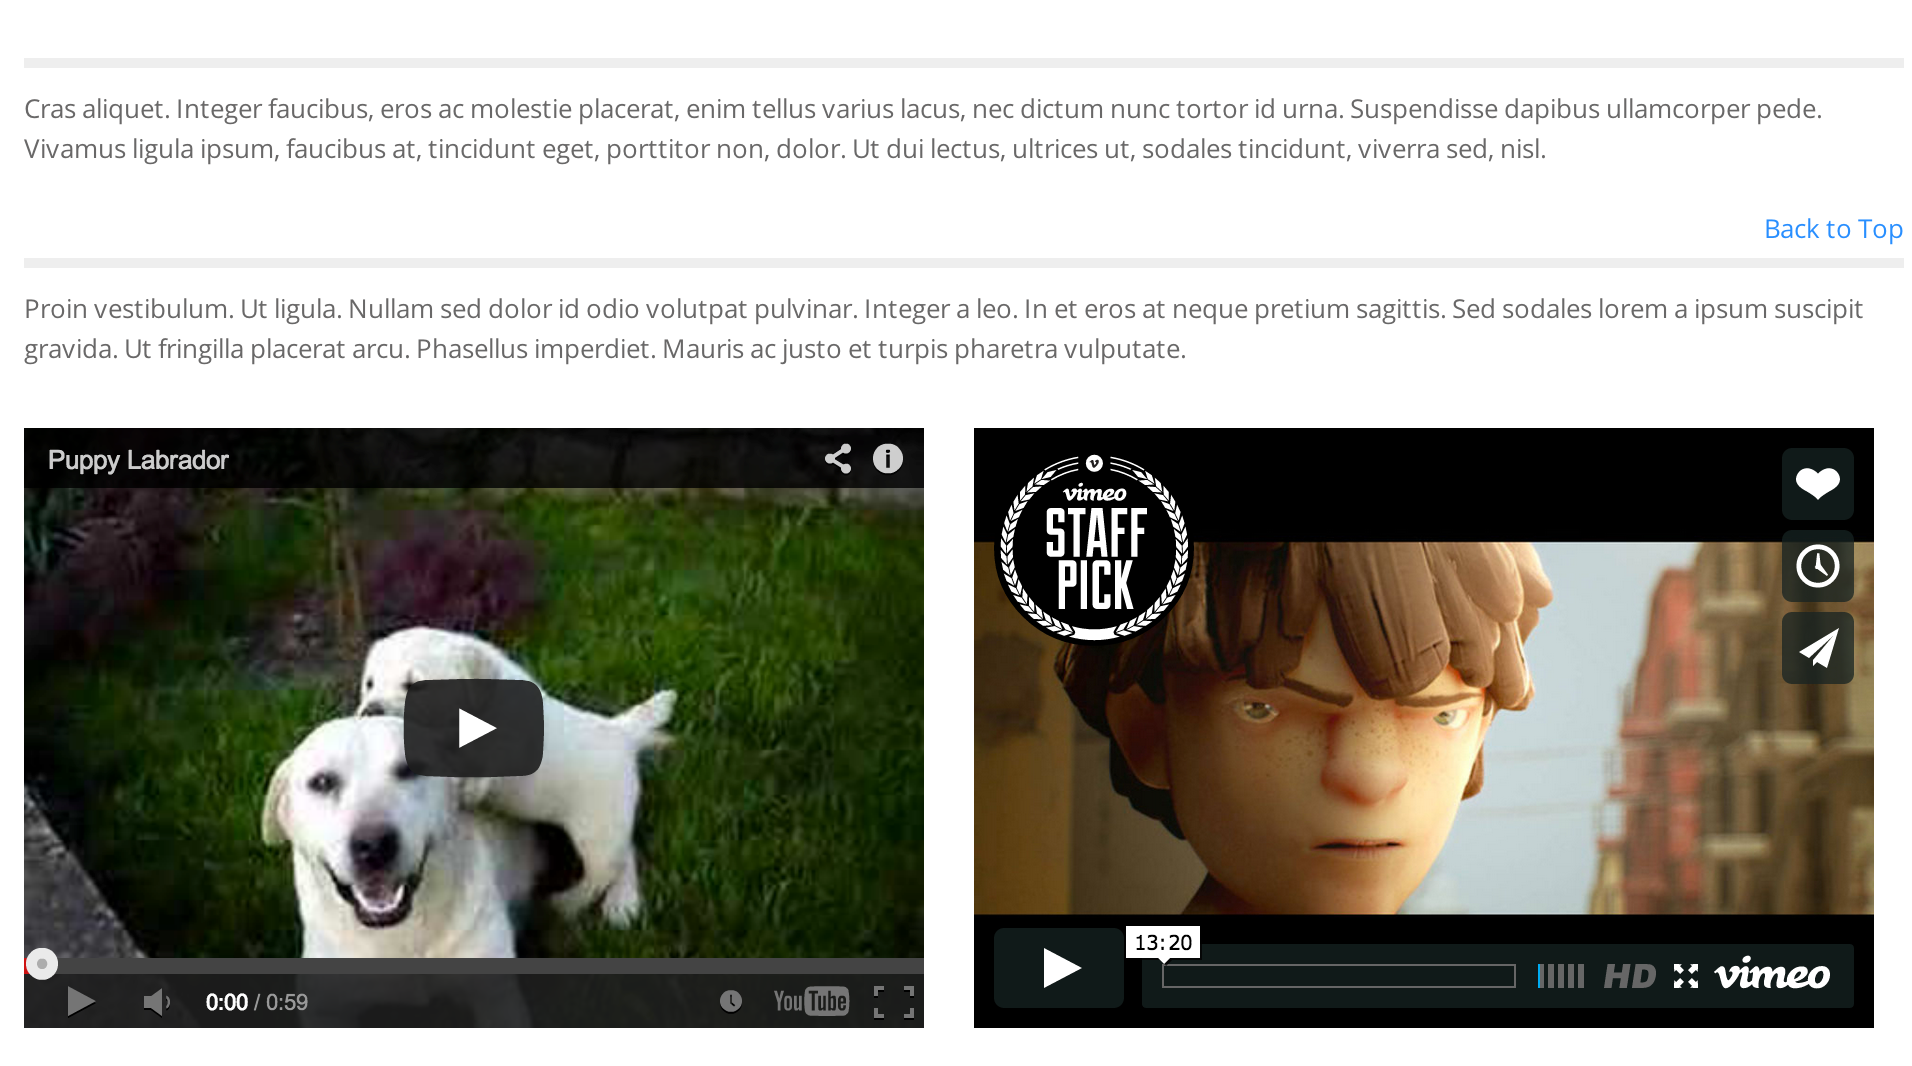 Cras aliquet. Integer faucibus, eros ac molestie placerat, enim tellus varius lacus, nec dictum nunc tortor id urna. Suspendisse dapibus ullamcorper pede.
Vivamus ligula ipsum, faucibus at, tincidunt eget, porttitor non, dolor. Ut dui lectus, ultrices ut, sodales tincidunt, viverra sed, nisl.
Back to Top
Proin vestibulum. Ut ligula. Nullam sed dolor id odio volutpat pulvinar. Integer a leo. In et eros at neque pretium sagittis. Sed sodales lorem a ipsum suscipit
gravida. Ut fringilla placerat arcu. Phasellus imperdiet. Mauris ac justo et turpis pharetra vulputate.
Puppy Labrador
0:00 / 0:59
YouTube
vimeo
STAFF
PICK
13:20
HD vimeo